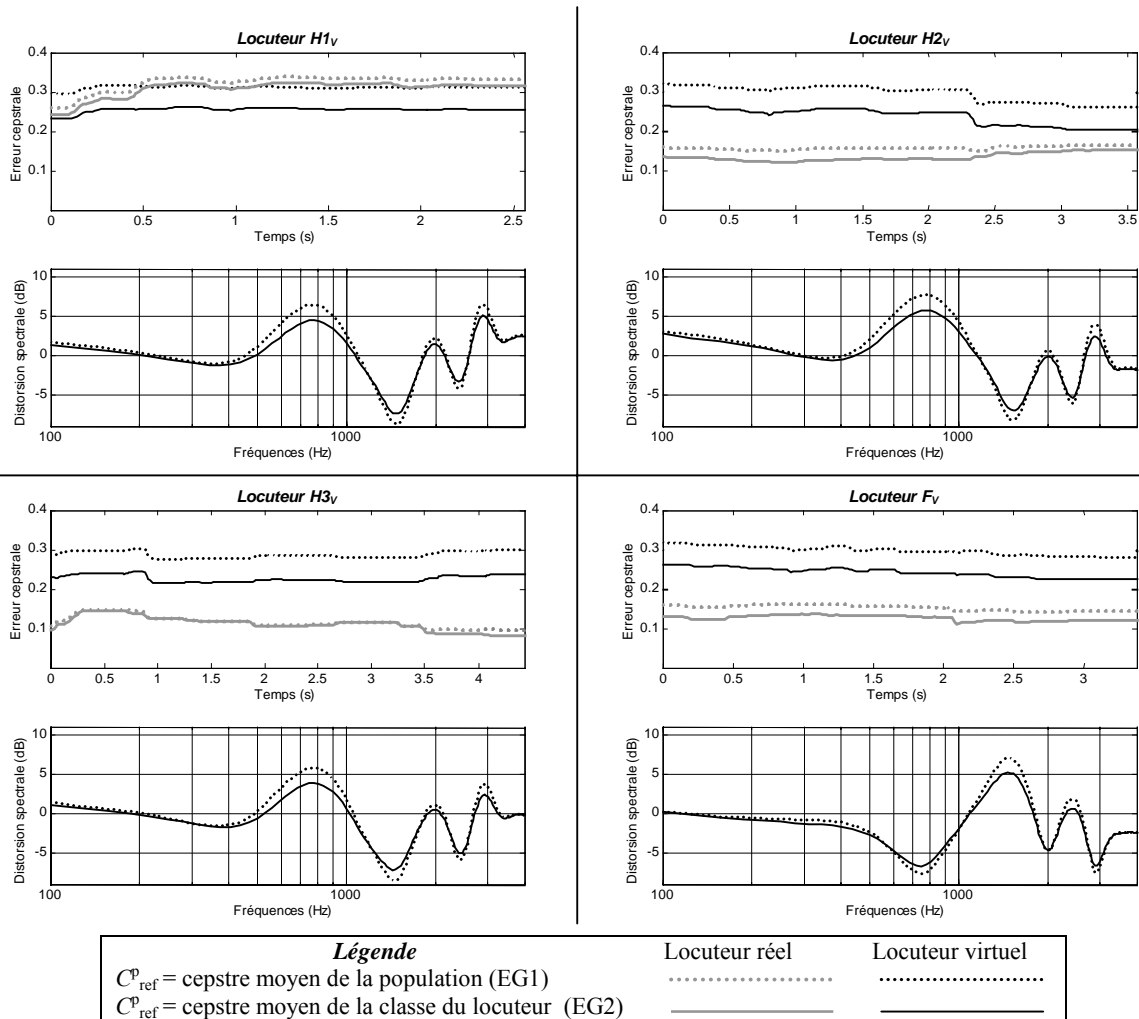 Locuteur H1V
Erreur cepstrale
0.4
0.3
0.2
0.1
0 0.5 1 1.5 2 2.5
Temps (s)
Distorsion spectrale (dB)
10
5
0
-5
100 1000
Fréquences (Hz)
Locuteur H2V
Erreur cepstrale
0.4
0.3
0.2
0.1
0 0.5 1 1.5 2 2.5 3 3.5
Temps (s)
Distorsion spectrale (dB)
10
5
0
-5
100 1000
Fréquences (Hz)
Locuteur H3V
Erreur cepstrale
0.4
0.3
0.2
0.1
0 0.5 1 1.5 2 2.5 3 3.5 4
Temps (s)
Distorsion spectrale (dB)
10
5
0
-5
100 1000
Fréquences (Hz)
Locuteur FV
Erreur cepstrale
0.4
0.3
0.2
0.1
0 0.5 1 1.5 2 2.5 3
Temps (s)
Distorsion spectrale (dB)
10
5
0
-5
100 1000
Fréquences (Hz)
Légende Locuteur réel Locuteur virtuel
C^p_ref = cepstre moyen de la population (EG1)
C^p_ref = cepstre moyen de la classe du locuteur (EG2)